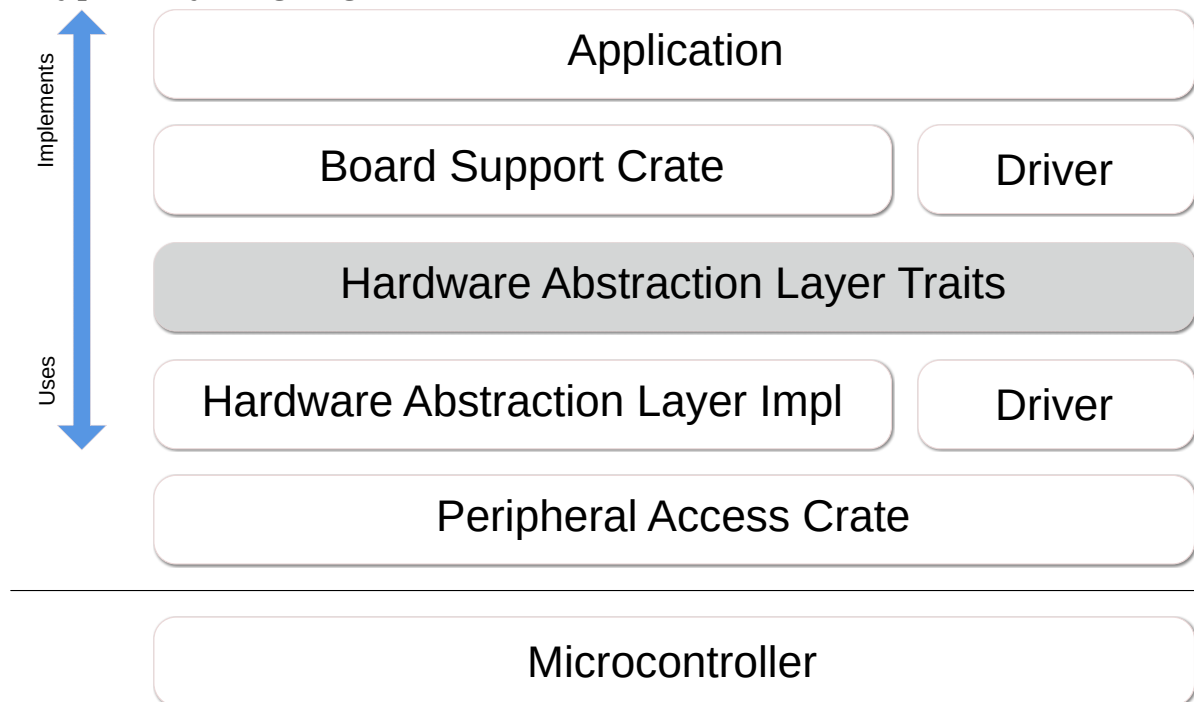 Application
Implements
Board Support Crate
Driver
Hardware Abstraction Layer Traits
Uses
Hardware Abstraction Layer Impl
Driver
Peripheral Access Crate
Microcontroller